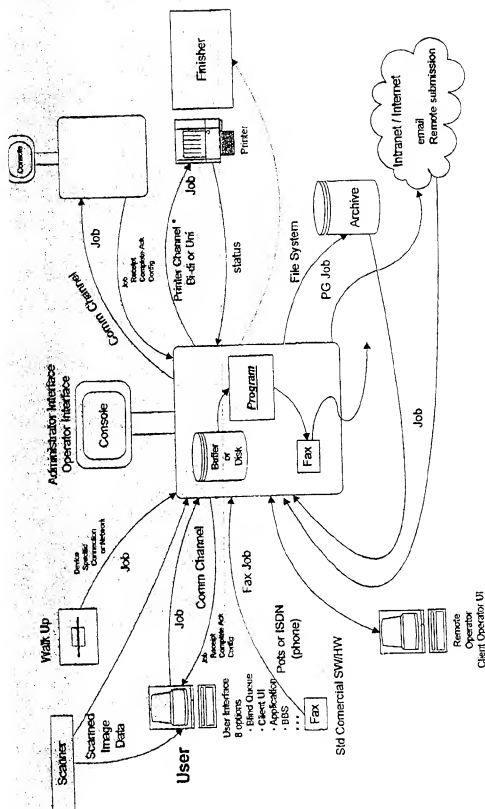 Scanner
Scanned
Image
Data
Walk Up
Device
Specific
Connection
or Network
Job
Administrator Interface
Operator Interface
Console
Console
Comm Channel
Job
Job
Receipt
Complete-Ack
Config
Finisher
Printer
Job
Printer Channel *
Bi-di or Uni
status
Buffer
or
Disk
Program
Fax
User
Job
Job
Receipt
Complete Ack
Config
Comm Channel
User Interface
8 options
· Blind Queue
· Client UI
· Application
· BBS
...
Fax Job
Pots or ISDN
(phone)
Fax
Std Comercial SW/HW
File System
PG Job
Archive
Job
Intranet / Internet
email
Remote submission
Remote
Operator
Client Operator UI